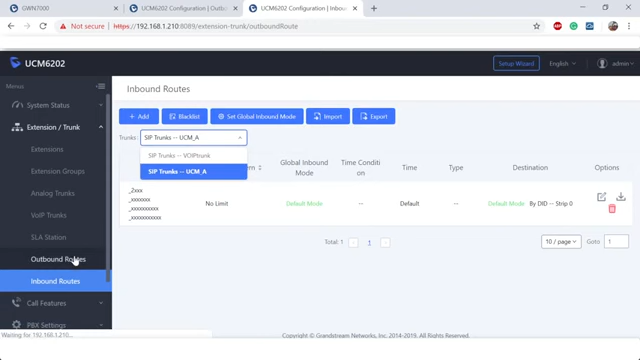 GWN7000
UCM6202 Configuration | Outb
UCM6202 Configuration | Inbou
Not secure
https://192.168.1.210:8089/extension-trunk/outboundRoute
UCM6202
Setup Wizard
English
admin
Menus
System Status
Extension / Trunk
Extensions
Extension Groups
Analog Trunks
VoIP Trunks
SLA Station
Outbound Routes
Inbound Routes
Call Features
PBX Settings
Waiting for 192.168.1.210...
Inbound Routes
+ Add
Blacklist
Set Global Inbound Mode
Import
Export
Trunks:
SIP Trunks -- UCM_A
SIP Trunks -- VOIPtrunk
SIP Trunks -- UCM_A
Global Inbound Mode
Time Conditi
on
Time
Type
Destination
Options
_2xxx
_xxxxxxx
_xxxxxxxxxx
_xxxxxxxxxxx
No Limit
Default Mode
Default
Default Mode
By DID -- Strip 0
Total: 1
1
10 / page
Goto
1
Copyright © Grandstream Networks, Inc. 2014-2019. All Rights Reserved.